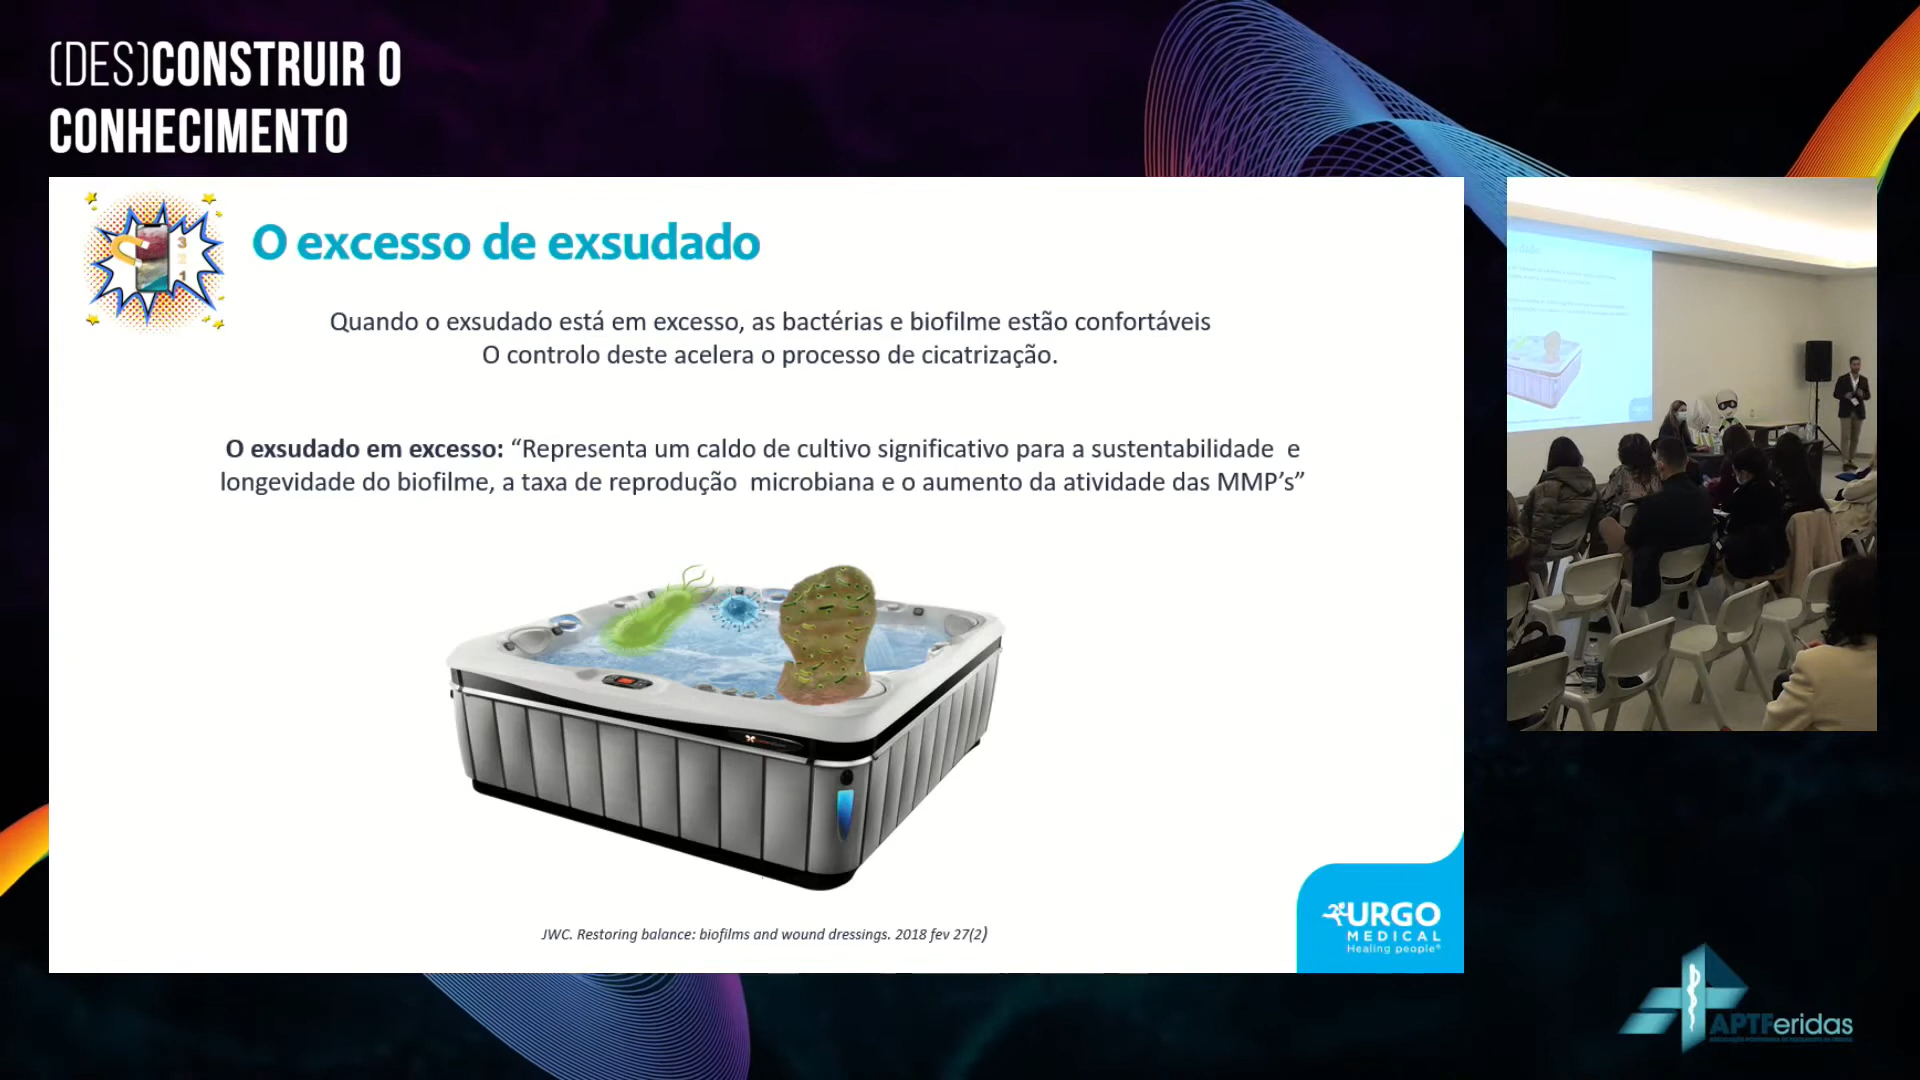 (DES)CONSTRUIR O
CONHECIMENTO
3
2
1
O excesso de exsudado
Quando o exsudado está em excesso, as bactérias e biofilme estão confortáveis
O controlo deste acelera o processo de cicatrização.
O exsudado em excesso: “Representa um caldo de cultivo significativo para a sustentabilidade e
longevidade do biofilme, a taxa de reprodução microbiana e o aumento da atividade das MMP’s”
JWC. Restoring balance: biofilms and wound dressings. 2018 fev 27(2)
URGO
MEDICAL
Healing people®
APTFeridas